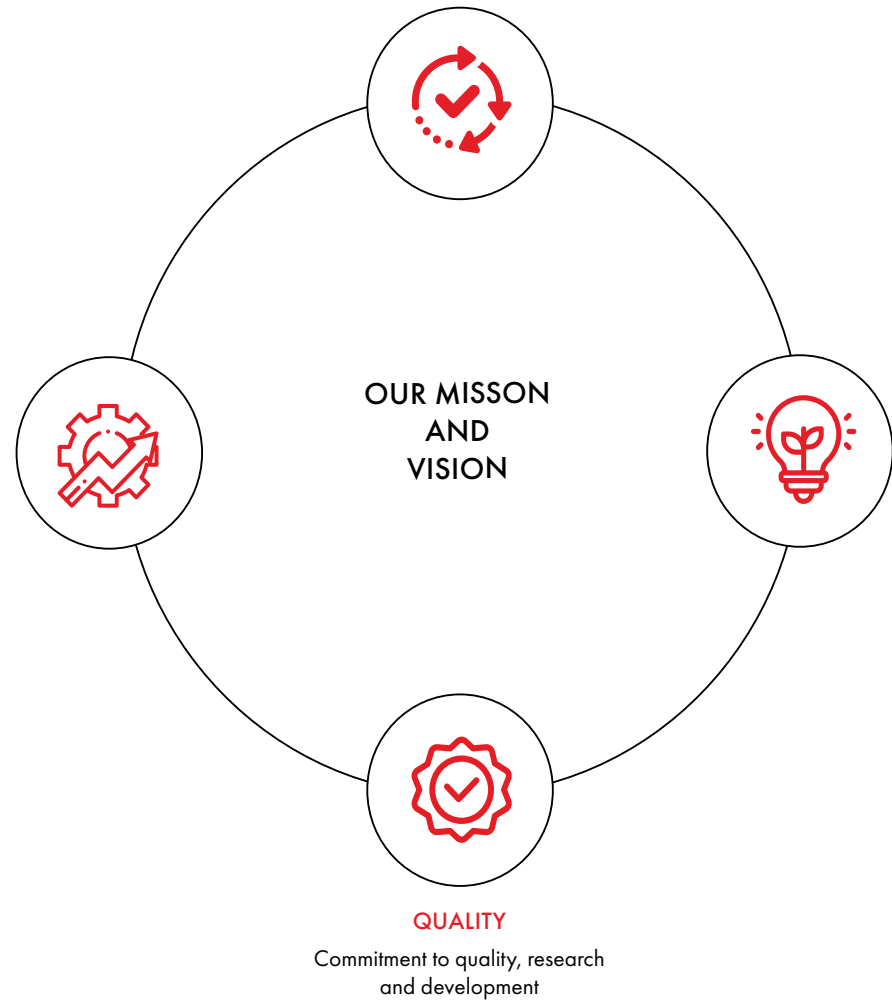 OUR MISSON
AND
VISION
QUALITY
Commitment to quality, research
and development